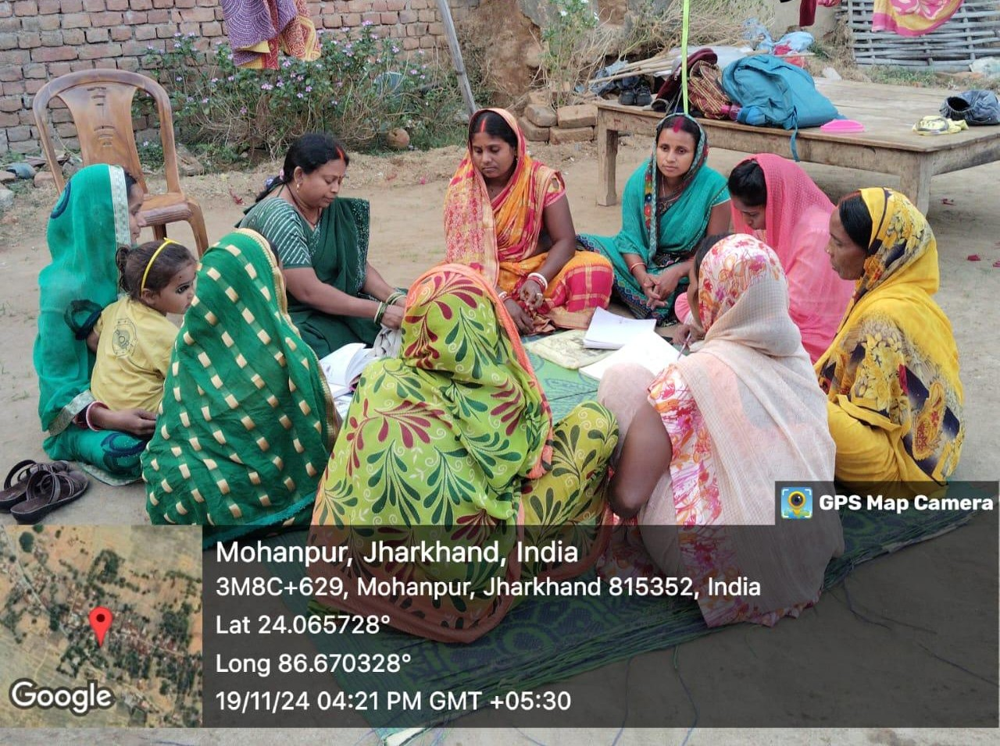 GPS Map Camera
Mohanpur, Jharkhand, India
3M8C+629, Mohanpur, Jharkhand 815352, India
Lat 24.065728°
Long 86.670328°
19/11/24 04:21 PM GMT +05:30
Google